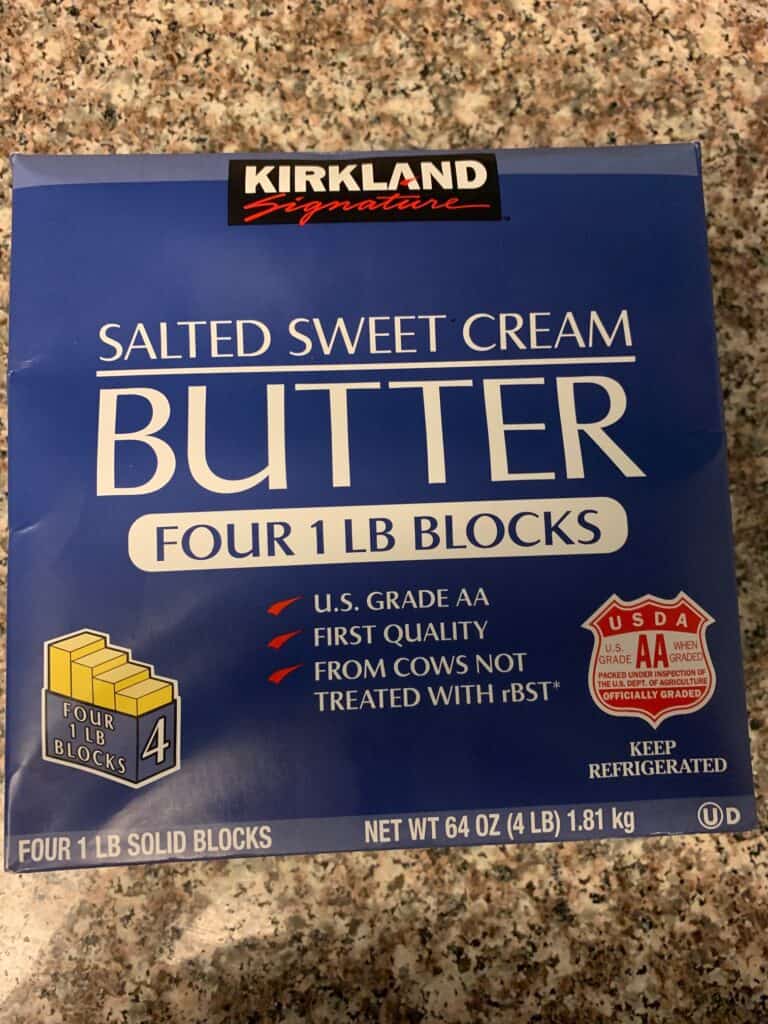 KIRKLAND
Signature
SALTED SWEET CREAM
BUTTER
FOUR 1 LB BLOCKS
U.S. GRADE AA
FIRST QUALITY
FROM COWS NOT
TREATED WITH rBST*
FOUR
1 LB
BLOCKS
4
USDA
U.S.
GRADE
AA
WHEN
GRADED
PACKED UNDER INSPECTION OF
THE U.S. DEPT. OF AGRICULTURE
OFFICIALLY GRADED
KEEP
REFRIGERATED
FOUR 1 LB SOLID BLOCKS
NET WT 64 OZ (4 LB) 1.81 kg
U D